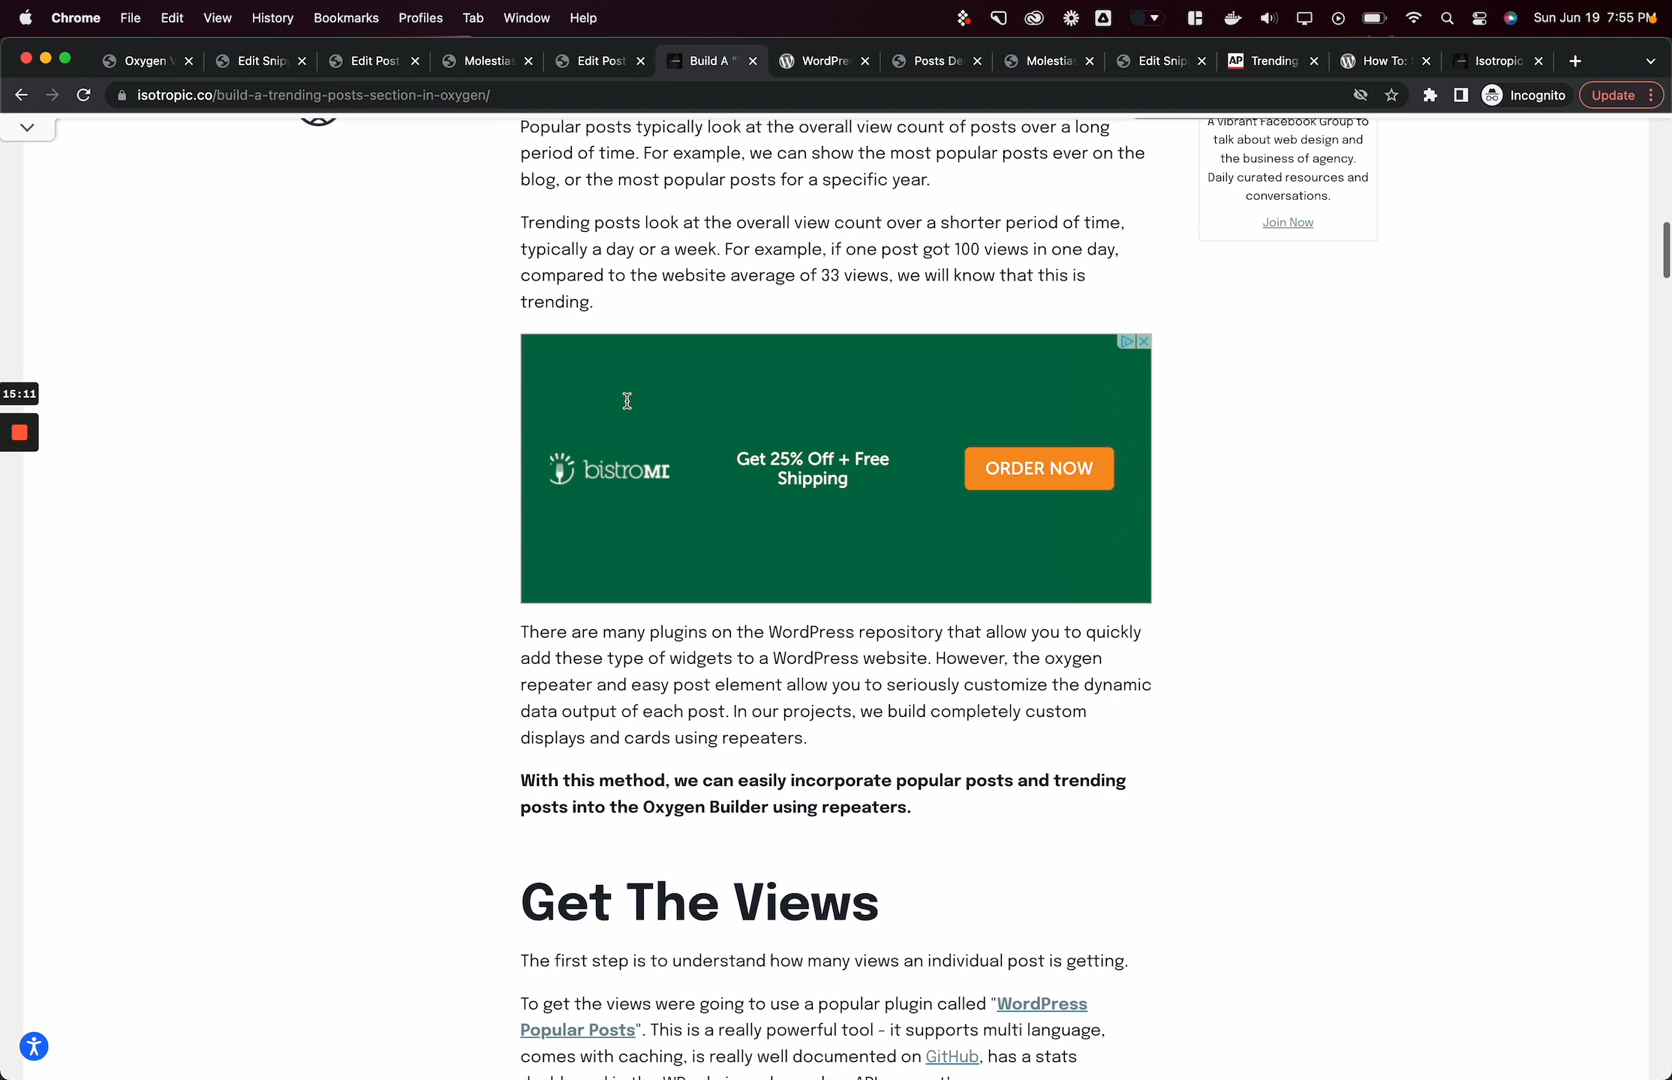 Chrome File Edit View History Bookmarks Profiles Tab Window Help Sun Jun 19 7:55 PM
Oxygen V Edit Snip Edit Post Molestias Edit Post Build A " WordPre Posts De Molestias Edit Snip AP Trending How To: Isotropic
isotropic.co/build-a-trending-posts-section-in-oxygen/ Incognito Update
Popular posts typically look at the overall view count of posts over a long
period of time. For example, we can show the most popular posts ever on the
blog, or the most popular posts for a specific year.
A vibrant Facebook Group to
talk about web design and
the business of agency.
Daily curated resources and
conversations.
Join Now
Trending posts look at the overall view count over a shorter period of time,
typically a day or a week. For example, if one post got 100 views in one day,
compared to the website average of 33 views, we will know that this is
trending.
15:11
bistroMD
Get 25% Off + Free
Shipping
ORDER NOW
There are many plugins on the WordPress repository that allow you to quickly
add these type of widgets to a WordPress website. However, the oxygen
repeater and easy post element allow you to seriously customize the dynamic
data output of each post. In our projects, we build completely custom
displays and cards using repeaters.
With this method, we can easily incorporate popular posts and trending
posts into the Oxygen Builder using repeaters.
Get The Views
The first step is to understand how many views an individual post is getting.
To get the views were going to use a popular plugin called "WordPress
Popular Posts". This is a really powerful tool - it supports multi language,
comes with caching, is really well documented on GitHub, has a stats